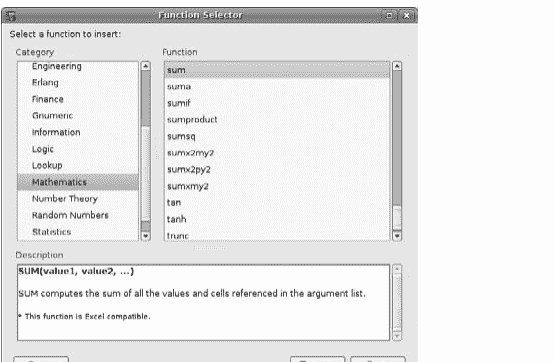 Function Selector
Select a function to insert:
Category
Function
Engineering
Erlang
Finance
Gnumeric
Information
Logic
Lookup
Mathematics
Number Theory
Random Numbers
Statistics
sum
suma
sumif
sumproduct
sumsq
sumx2my2
sumx2py2
sumxmy2
tan
tanh
trunc
Description
SUM(value1, value2, ...)
SUM computes the sum of all the values and cells referenced in the argument list.
* This function is Excel compatible.